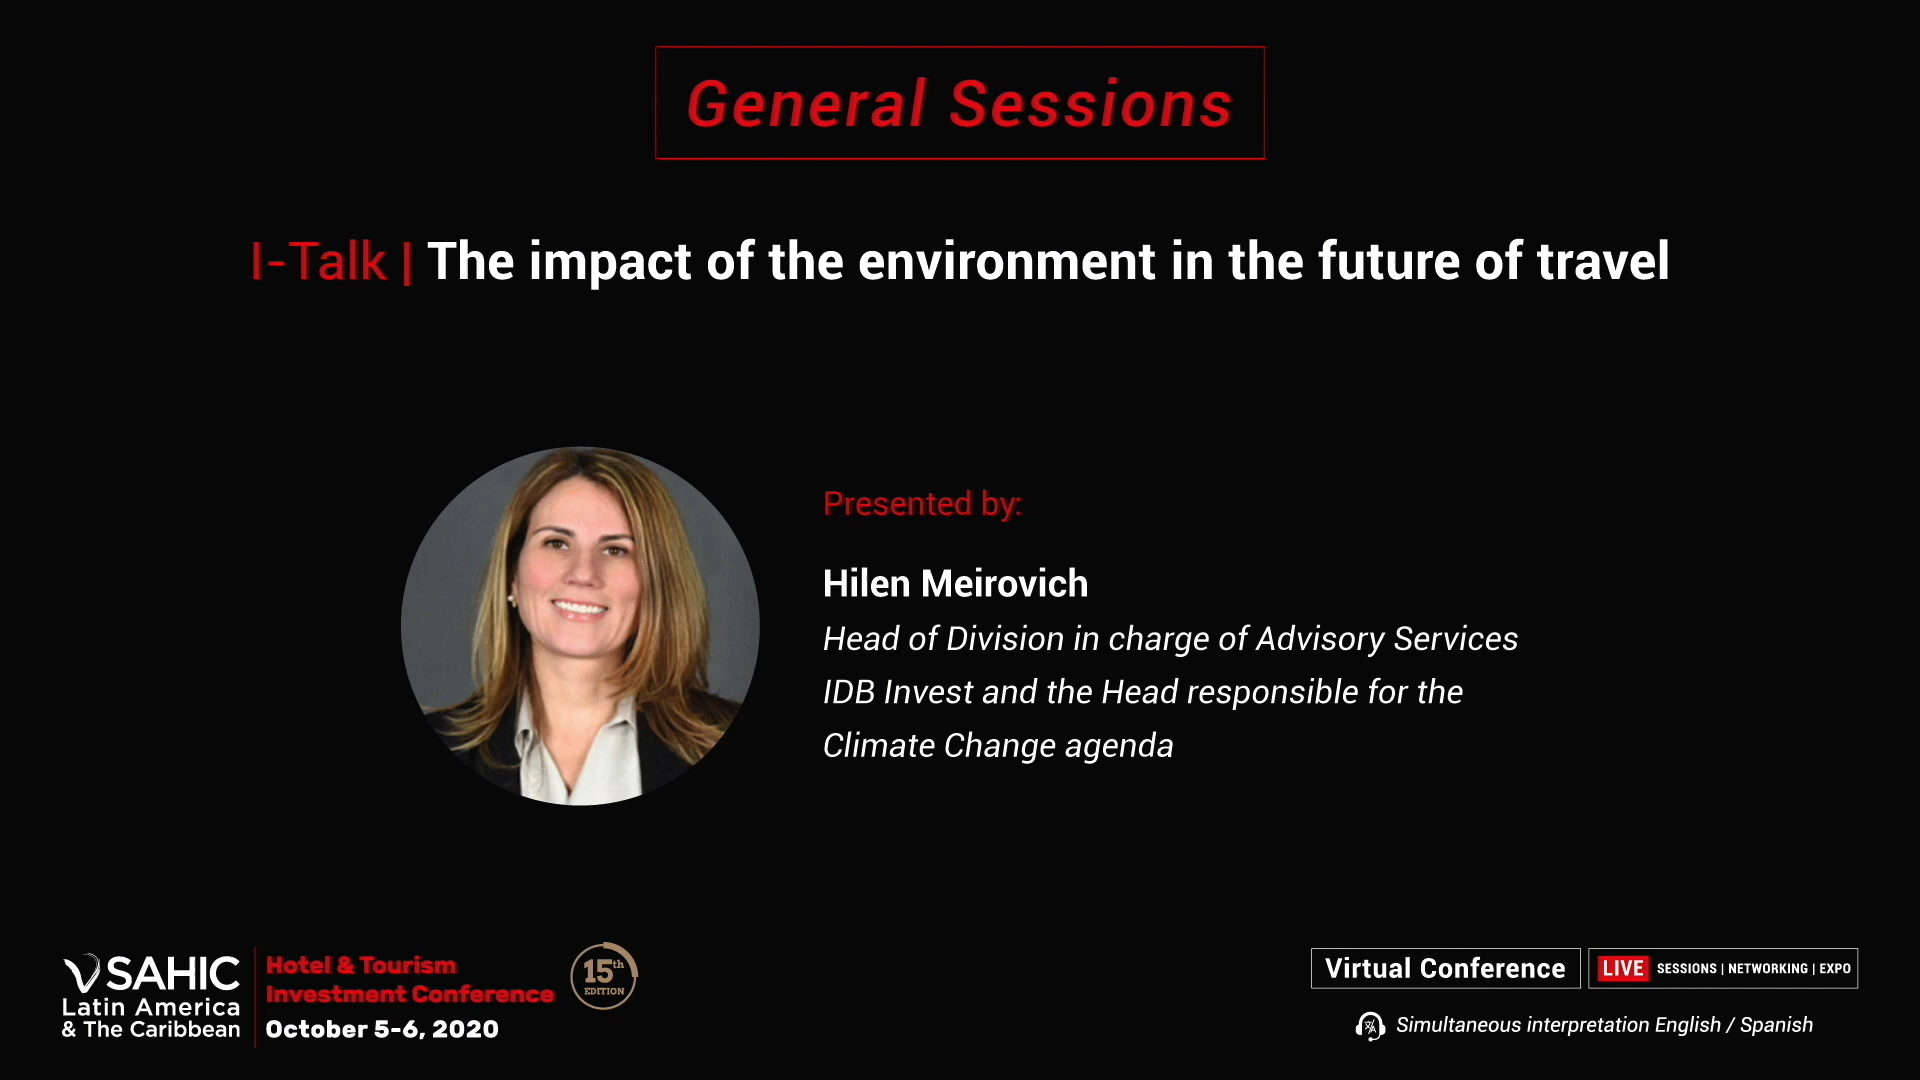 General Sessions
I-Talk | The impact of the environment in the future of travel
Presented by:
Hilen Meirovich
Head of Division in charge of Advisory Services
IDB Invest and the Head responsible for the
Climate Change agenda
SAHIC
Latin America
& The Caribbean
Hotel & Tourism
Investment Conference
October 5-6, 2020
15th
EDITION
Virtual Conference
LIVE SESSIONS | NETWORKING | EXPO
Simultaneous interpretation English / Spanish